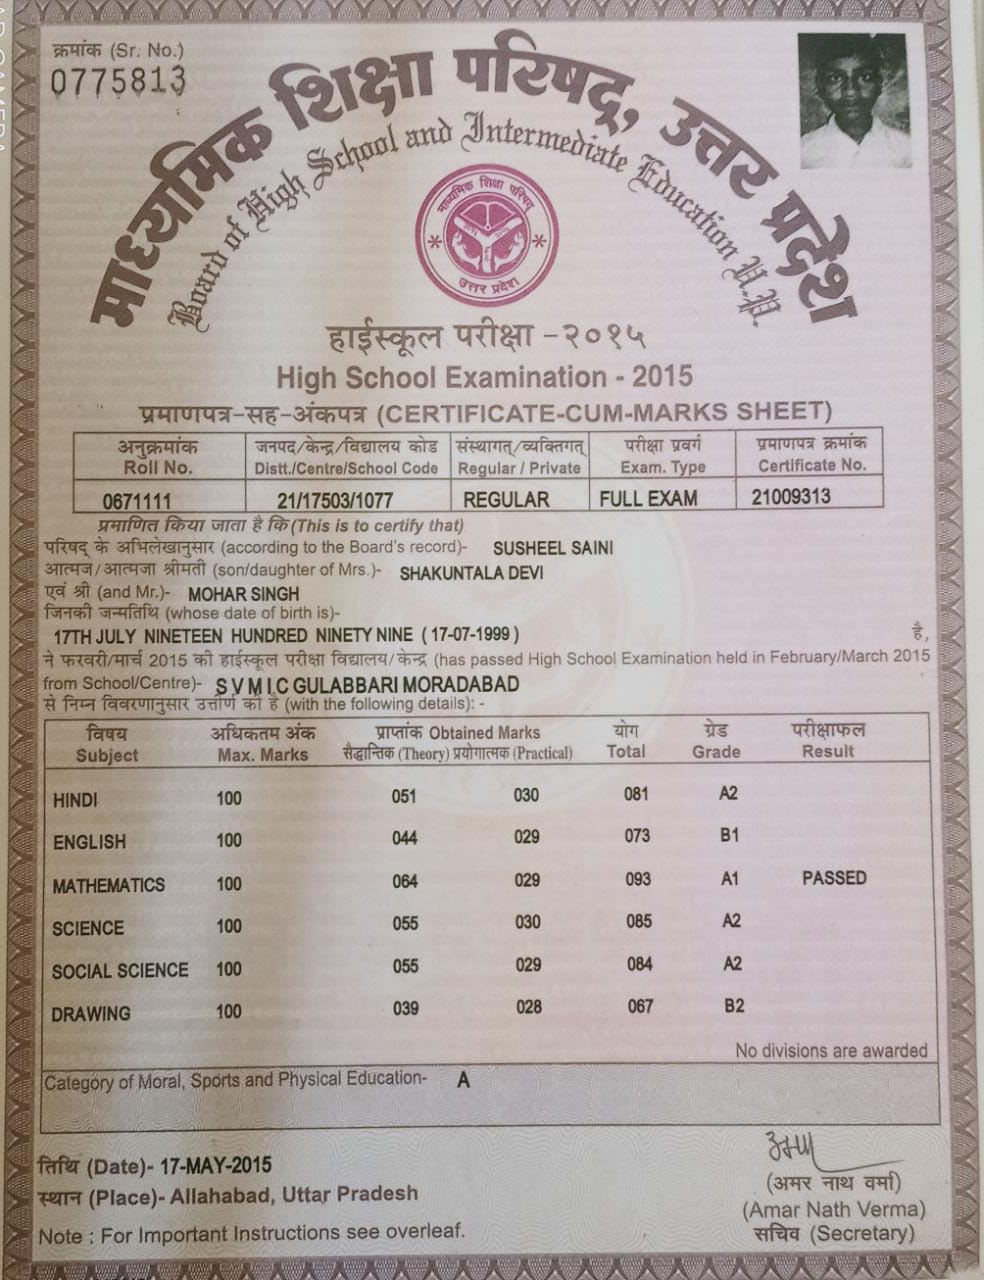 क्रमांक (Sr. No.)
0775813
माध्यमिक शिक्षा परिषद्, उत्तर प्रदेश
Board of High School and Intermediate Education U.P.
माध्यमिक शिक्षा परिषद्
उत्तर प्रदेश
हाईस्कूल परीक्षा -२०१५
High School Examination - 2015
प्रमाणपत्र-सह-अंकपत्र (CERTIFICATE-CUM-MARKS SHEET)
अनुक्रमांक जनपद/केन्द्र/विद्यालय कोड संस्थागत्/व्यक्तिगत् परीक्षा प्रवर्ग प्रमाणपत्र क्रमांक
Roll No. Distt./Centre/School Code Regular / Private Exam. Type Certificate No.
0671111 21/17503/1077 REGULAR FULL EXAM 21009313
प्रमाणित किया जाता है कि (This is to certify that)
परिषद् के अभिलेखानुसार (according to the Board's record)- SUSHEEL SAINI
आत्मज/आत्मजा श्रीमती (son/daughter of Mrs.)- SHAKUNTALA DEVI
एवं श्री (and Mr.)- MOHAR SINGH
जिनकी जन्मतिथि (whose date of birth is)-
17TH JULY NINETEEN HUNDRED NINETY NINE ( 17-07-1999 ) है,
ने फरवरी/मार्च 2015 की हाईस्कूल परीक्षा विद्यालय/केन्द्र (has passed High School Examination held in February/March 2015
from School/Centre)- S V M I C GULABBARI MORADABAD
से निम्न विवरणानुसार उत्तीर्ण की है (with the following details): -
विषय अधिकतम अंक प्राप्तांक Obtained Marks योग ग्रेड परीक्षाफल
Subject Max. Marks सैद्धान्तिक (Theory) प्रयोगात्मक (Practical) Total Grade Result
HINDI 100 051 030 081 A2
ENGLISH 100 044 029 073 B1
MATHEMATICS 100 064 029 093 A1 PASSED
SCIENCE 100 055 030 085 A2
SOCIAL SCIENCE 100 055 029 084 A2
DRAWING 100 039 028 067 B2
No divisions are awarded
Category of Moral, Sports and Physical Education- A
तिथि (Date)- 17-MAY-2015
स्थान (Place)- Allahabad, Uttar Pradesh
Note : For Important Instructions see overleaf.
(अमर नाथ वर्मा)
(Amar Nath Verma)
सचिव (Secretary)